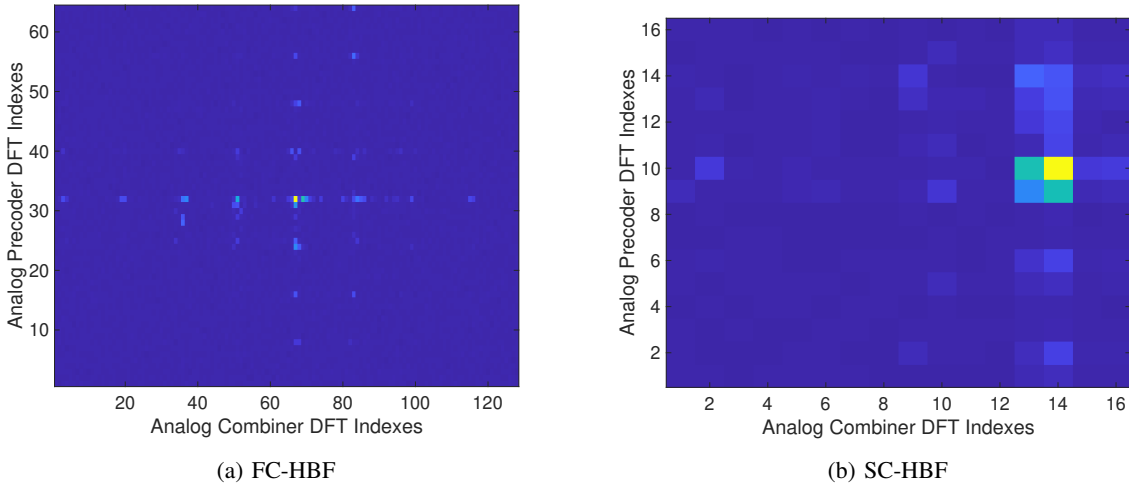 Analog Precoder DFT Indexes
60
50
40
30
20
10
20 40 60 80 100 120
Analog Combiner DFT Indexes
(a) FC-HBF
Analog Precoder DFT Indexes
16
14
12
10
8
6
4
2
2 4 6 8 10 12 14 16
Analog Combiner DFT Indexes
(b) SC-HBF